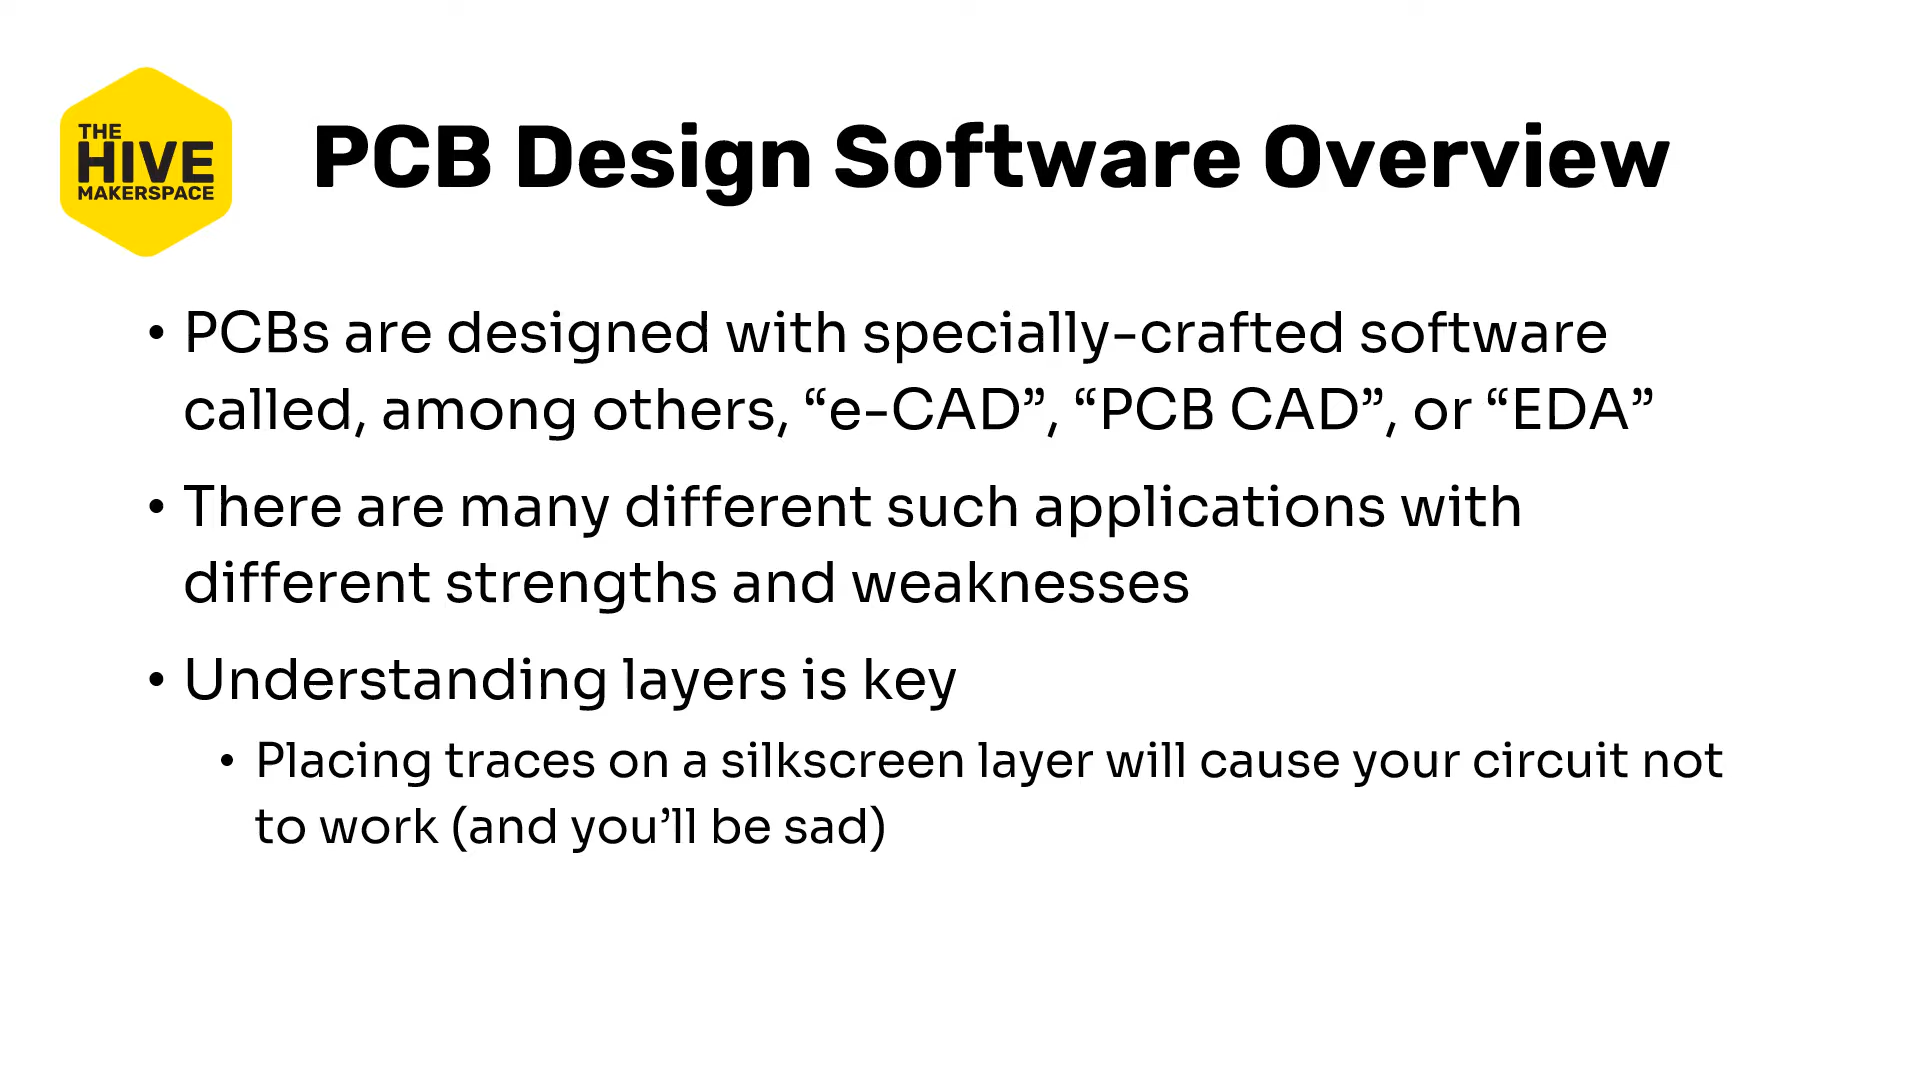 THE
HIVE
MAKERSPACE
PCB Design Software Overview
• PCBs are designed with specially-crafted software
called, among others, “e-CAD”, “PCB CAD”, or “EDA”
• There are many different such applications with
different strengths and weaknesses
• Understanding layers is key
• Placing traces on a silkscreen layer will cause your circuit not
to work (and you’ll be sad)